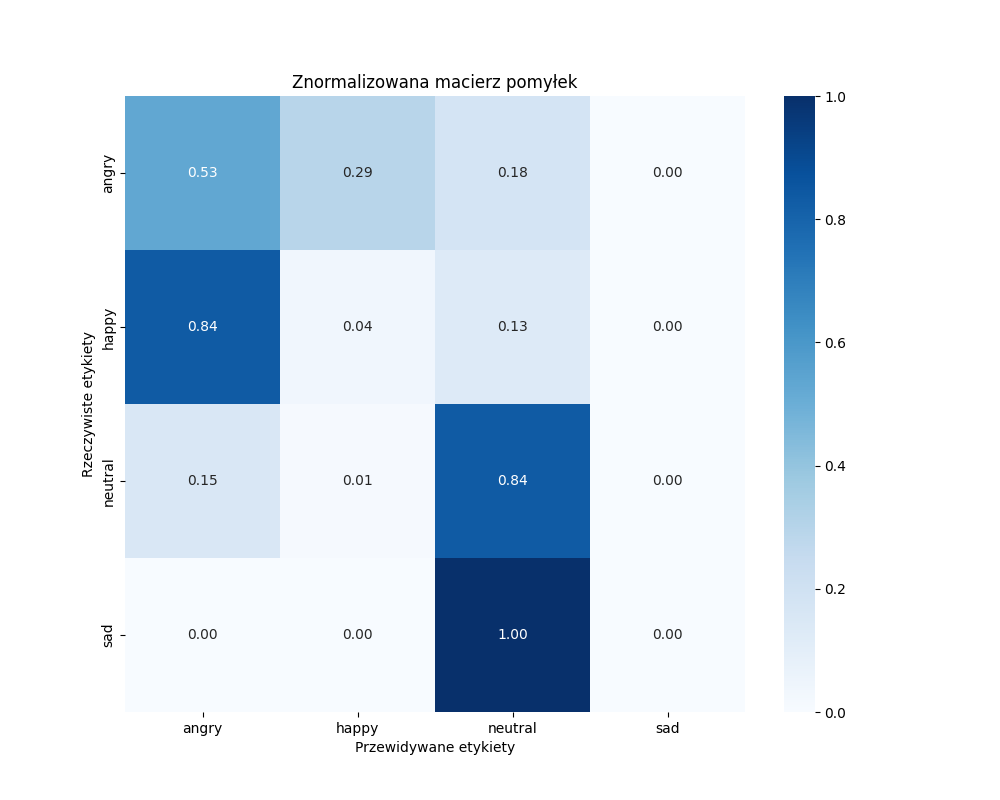 Znormalizowana macierz pomyłek
Rzeczywiste etykiety
angry 0.53 0.29 0.18 0.00
happy 0.84 0.04 0.13 0.00
neutral 0.15 0.01 0.84 0.00
sad 0.00 0.00 1.00 0.00
angry happy neutral sad
Przewidywane etykiety
1.0
0.8
0.6
0.4
0.2
0.0